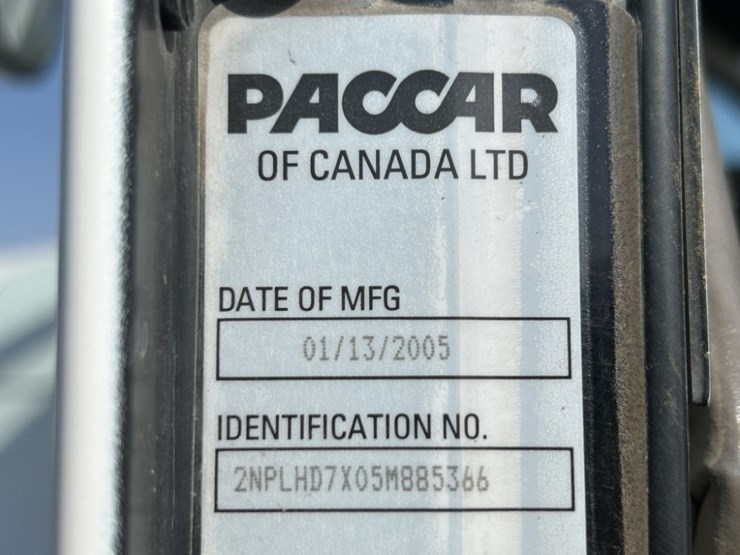 PACCAR
OF CANADA LTD
DATE OF MFG
01/13/2005
IDENTIFICATION NO.
2NPLHD7X05M885366